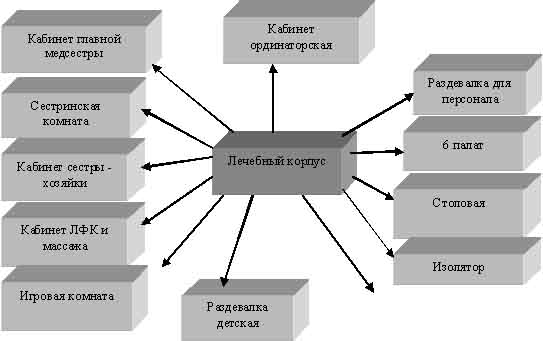 Кабинет главной
медсестры
Кабинет
ординаторская
Сестринская
комната
Раздевалка для
персонала
Лечебный корпус
6 палат
Кабинет сестры -
хозяйки
Стоповая
Кабинет ЛФК и
массажа
Изолятор
Игровая комната
Раздевалка
детская